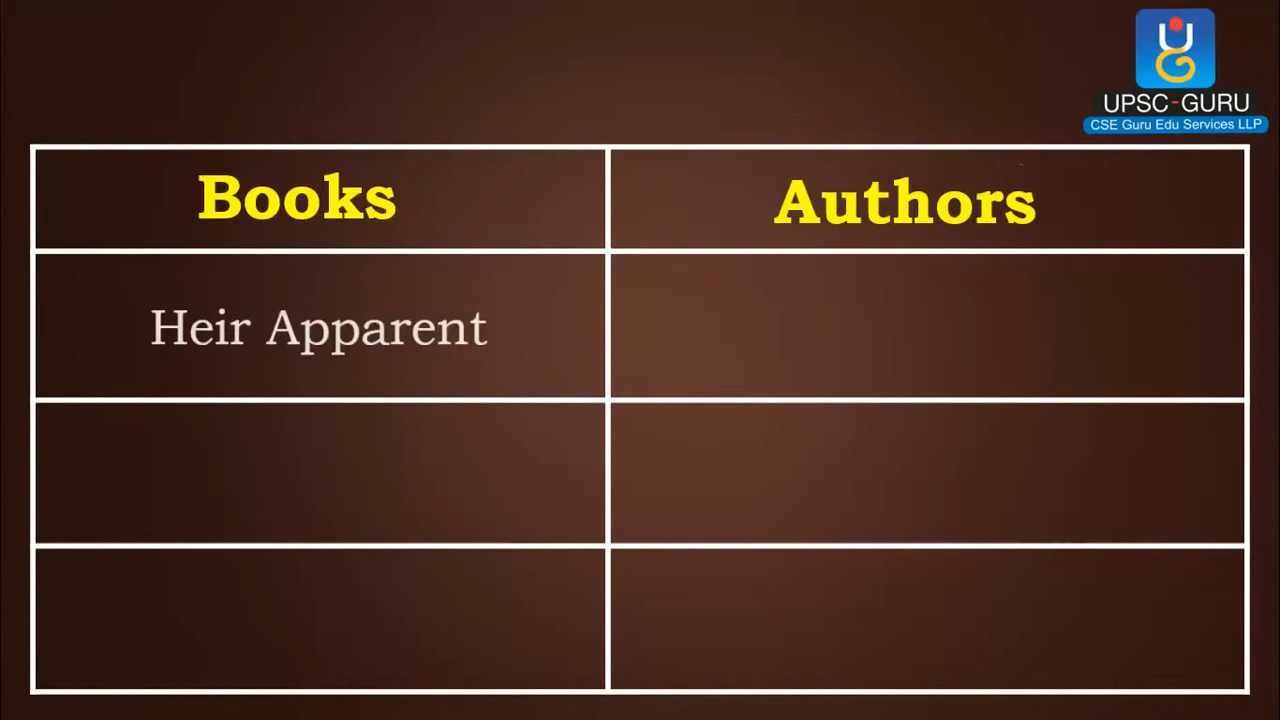 UPSC-GURU
CSE Guru Edu Services LLP
Books
Authors
Heir Apparent